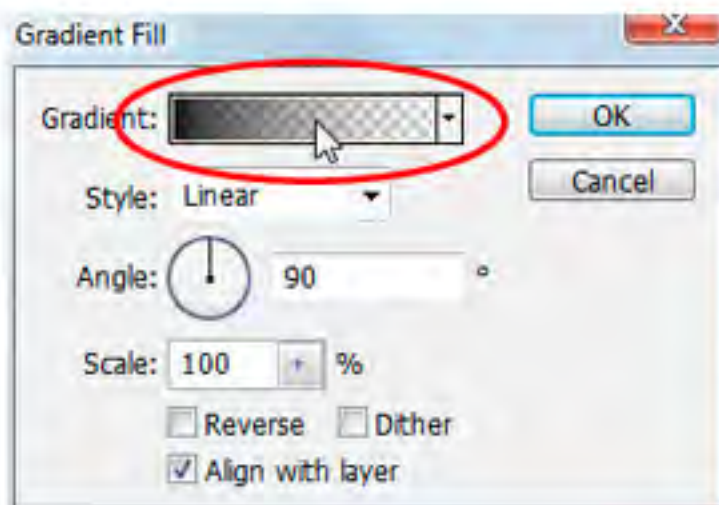 Gradient Fill
Gradient: OK
Style: Linear Cancel
Angle: 90 °
Scale: 100 %
Reverse Dither
Align with layer